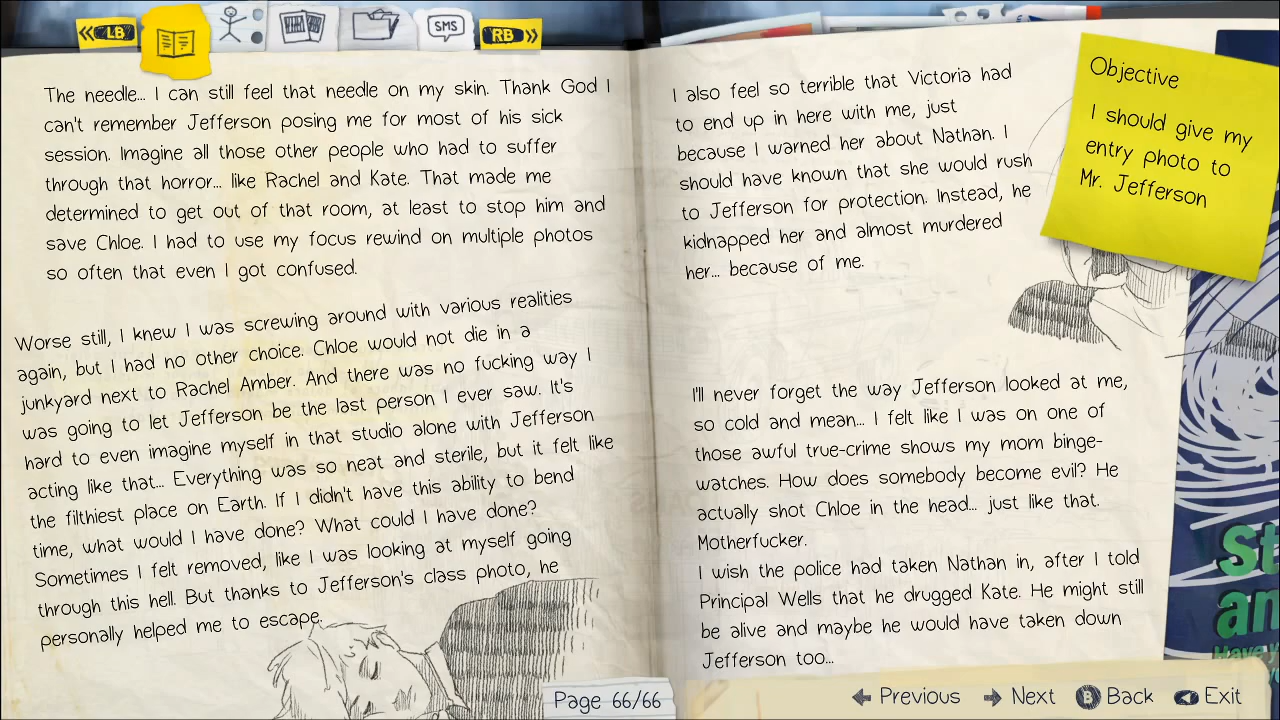 LB
SMS
RB
The needle... I can still feel that needle on my skin. Thank God I
can't remember Jefferson posing me for most of his sick
session. Imagine all those other people who had to suffer
through that horror... like Rachel and Kate. That made me
determined to get out of that room, at least to stop him and
save Chloe. I had to use my focus rewind on multiple photos
so often that even I got confused.
Worse still, I knew I was screwing around with various realities
again, but I had no other choice. Chloe would not die in a
junkyard next to Rachel Amber. And there was no fucking way I
was going to let Jefferson be the last person I ever saw. It's
hard to even imagine myself in that studio alone with Jefferson
acting like that... Everything was so neat and sterile, but it felt like
the filthiest place on Earth. If I didn't have this ability to bend
time, what would I have done? What could I have done?
Sometimes I felt removed, like I was looking at myself going
through this hell. But thanks to Jefferson's class photo, he
personally helped me to escape.
I also feel so terrible that Victoria had
to end up in here with me, just
because I warned her about Nathan. I
should have known that she would rush
to Jefferson for protection. Instead, he
kidnapped her and almost murdered
her... because of me.
I'll never forget the way Jefferson looked at me,
so cold and mean... I felt like I was on one of
those awful true-crime shows my mom binge-
watches. How does somebody become evil? He
actually shot Chloe in the head... just like that.
Motherfucker.
I wish the police had taken Nathan in, after I told
Principal Wells that he drugged Kate. He might still
be alive and maybe he would have taken down
Jefferson too...
Objective
I should give my
entry photo to
Mr. Jefferson
St
an
Page 66/66
Previous
Next
B Back
Exit